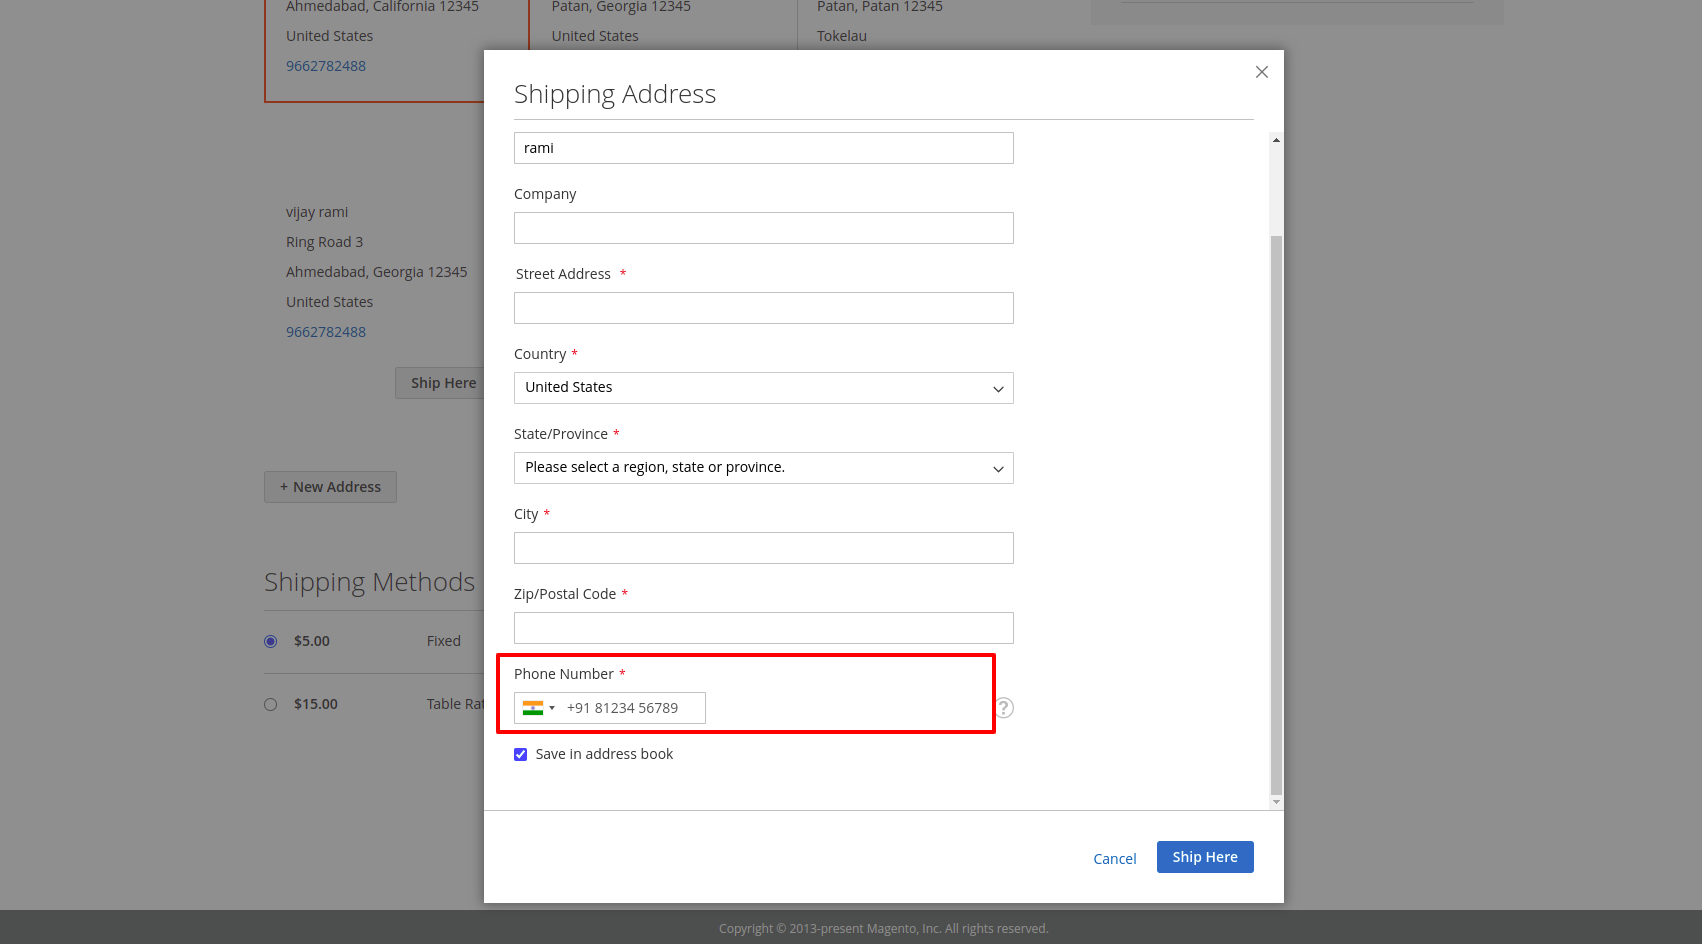 Ahmedabad, California 12345
United States
9662782488
Patan, Georgia 12345
United States
Patan, Patan 12345
Tokelau
vijay rami
Ring Road 3
Ahmedabad, Georgia 12345
United States
9662782488
Ship Here
+ New Address
Shipping Methods
$5.00 Fixed
$15.00 Table Rat
Shipping Address
rami
Company
Street Address *
Country *
United States
State/Province *
Please select a region, state or province.
City *
Zip/Postal Code *
Phone Number *
+91 81234 56789
?
Save in address book
Cancel
Ship Here
Copyright © 2013-present Magento, Inc. All rights reserved.